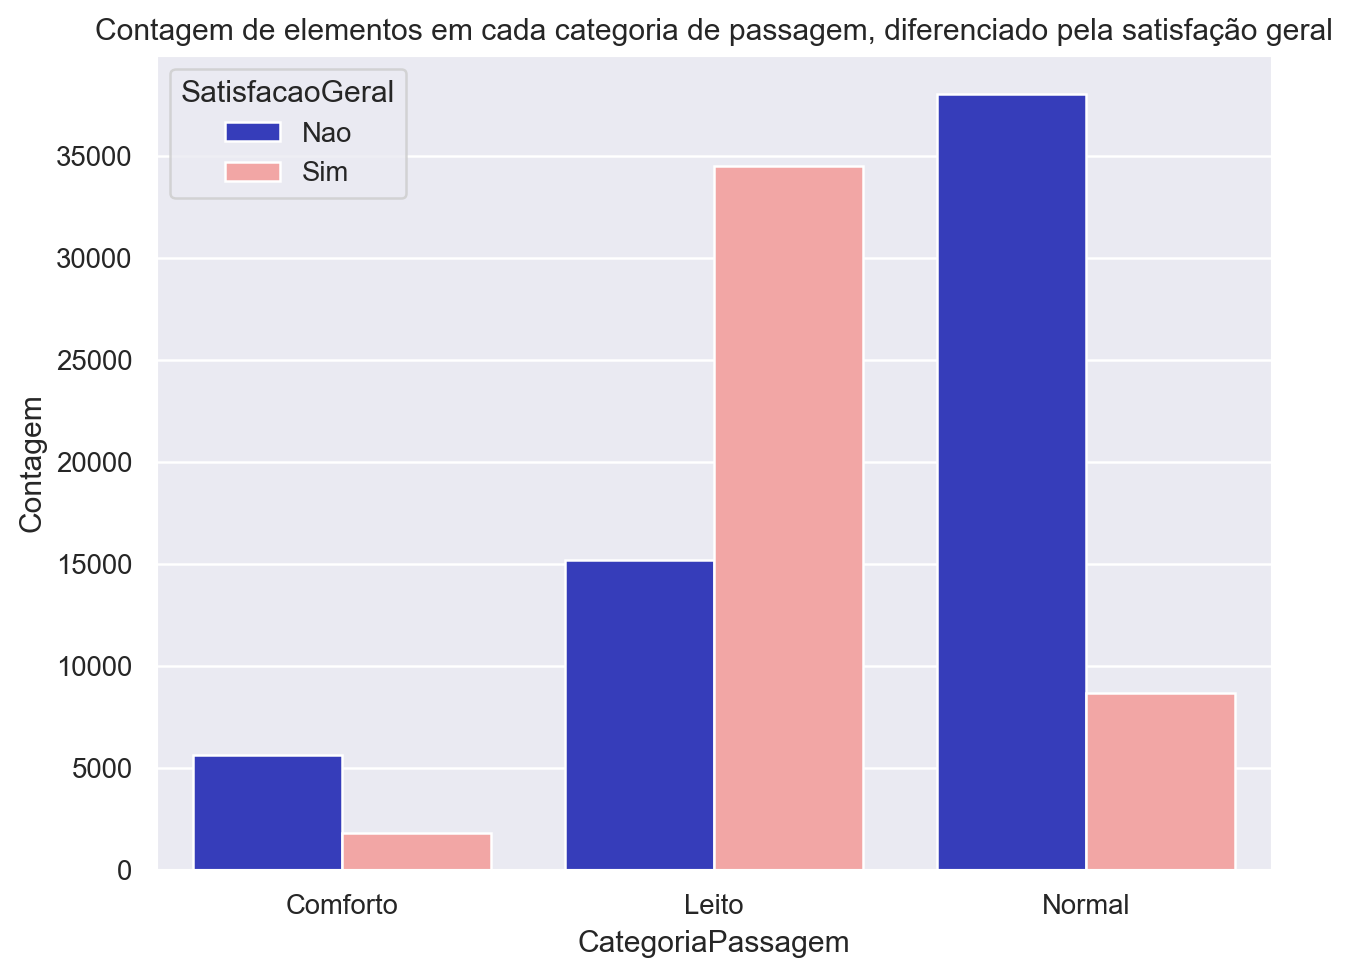 Contagem de elementos em cada categoria de passagem, diferenciado pela satisfação geral
SatisfacaoGeral
Nao
Sim
35000
30000
25000
20000
15000
10000
5000
0
Contagem
Comforto
Leito
Normal
CategoriaPassagem